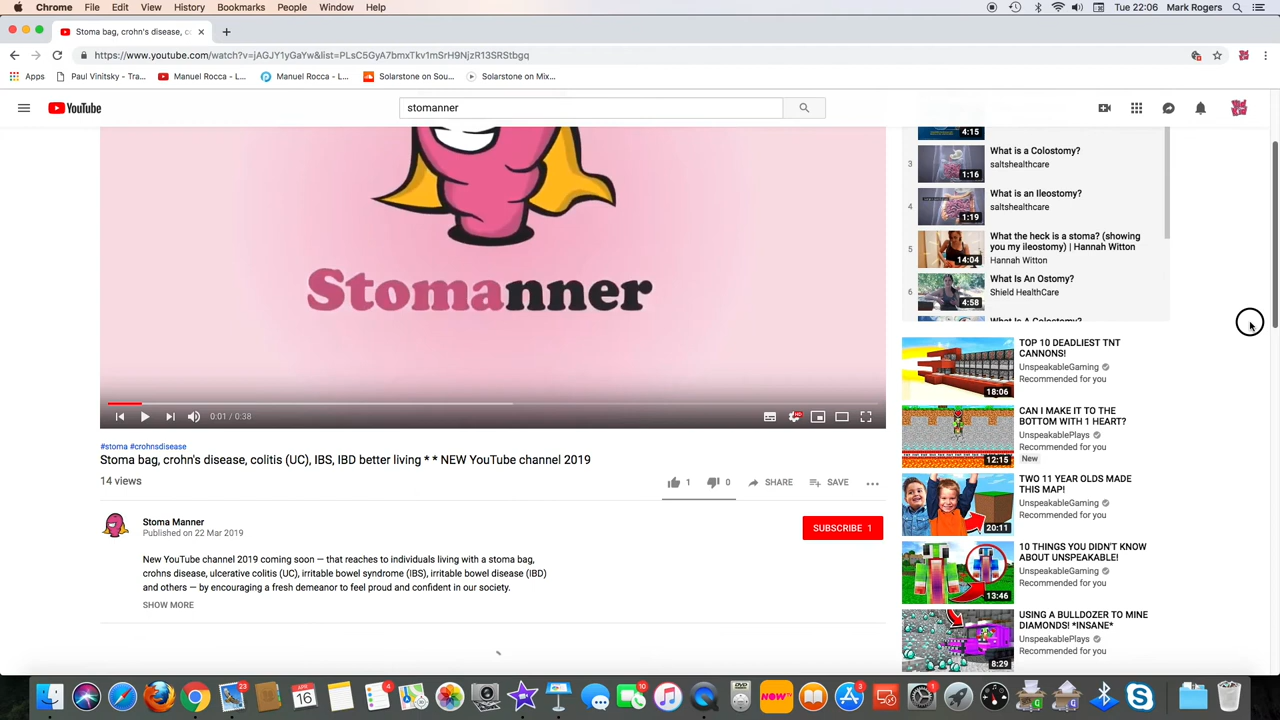 Chrome File Edit View History Bookmarks People Window Help Tue 22:06 Mark Rogers
Stoma bag, crohn's disease, c
https://www.youtube.com/watch?v=jAGJY1yGaYw&list=PLsC5GyA7bmxTkv1mSrH9NjzR13SRStbgq
Apps Paul Vinitsky - Tra... Manuel Rocca - L... Manuel Rocca - L... Solarstone on Sou... Solarstone on Mix...
YouTube
stomanner
Stomanner
0:01 / 0:38
HD
#stoma #crohnsdisease
Stoma bag, crohn's disease, colitis (UC), IBS, IBD better living * * NEW YouTube channel 2019
14 views
1 0 SHARE SAVE
Stoma Manner
Published on 22 Mar 2019
SUBSCRIBE 1
New YouTube channel 2019 coming soon — that reaches to individuals living with a stoma bag,
crohns disease, ulcerative colitis (UC), irritable bowel syndrome (IBS), irritable bowel disease (IBD)
and others — by encouraging a fresh demeanor to feel proud and confident in our society.
SHOW MORE
4:15
3
What is a Colostomy?
saltshealthcare
1:16
4
What is an Ileostomy?
saltshealthcare
1:19
5
What the heck is a stoma? (showing
you my ileostomy) | Hannah Witton
Hannah Witton
14:04
6
What Is An Ostomy?
Shield HealthCare
4:58
What Is A Colostomy?
TOP 10 DEADLIEST TNT
CANNONS!
UnspeakableGaming
Recommended for you
18:06
CAN I MAKE IT TO THE
BOTTOM WITH 1 HEART?
UnspeakablePlays
Recommended for you
New
12:15
TWO 11 YEAR OLDS MADE
THIS MAP!
UnspeakableGaming
Recommended for you
20:11
10 THINGS YOU DIDN'T KNOW
ABOUT UNSPEAKABLE!
UnspeakableGaming
Recommended for you
13:46
USING A BULLDOZER TO MINE
DIAMONDS! *INSANE*
UnspeakablePlays
Recommended for you
8:29
23
APR
16
4
10
NOW
3
1